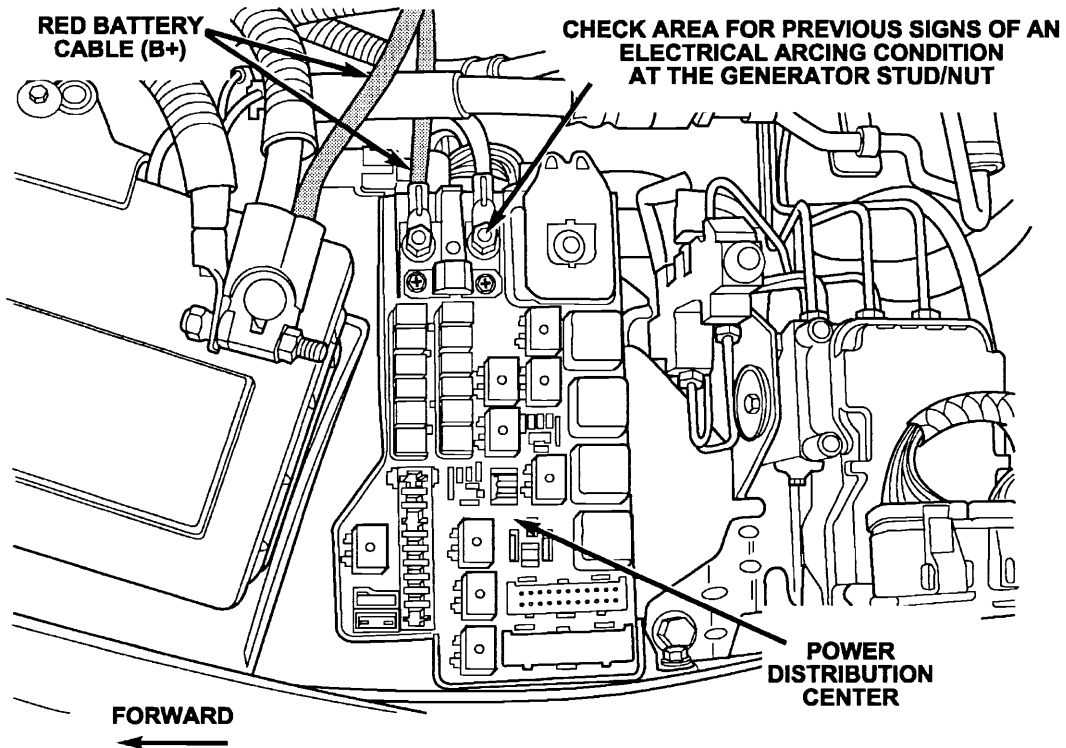 RED BATTERY
CABLE (B+)
CHECK AREA FOR PREVIOUS SIGNS OF AN
ELECTRICAL ARCING CONDITION
AT THE GENERATOR STUD/NUT
POWER
DISTRIBUTION
CENTER
FORWARD